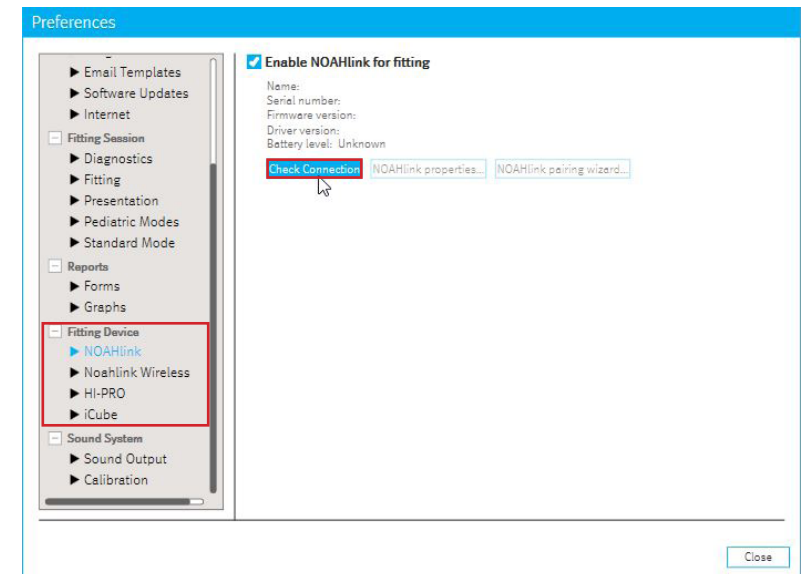 Preferences
Email Templates
Software Updates
Internet
Fitting Session
Diagnostics
Fitting
Presentation
Pediatric Modes
Standard Mode
Reports
Forms
Graphs
Fitting Device
NOAHlink
Noahlink Wireless
HI-PRO
iCube
Sound System
Sound Output
Calibration
Enable NOAHlink for fitting
Name:
Serial number:
Firmware version:
Driver version:
Battery level: Unknown
Check Connection NOAHlink properties... NOAHlink pairing wizard...
Close